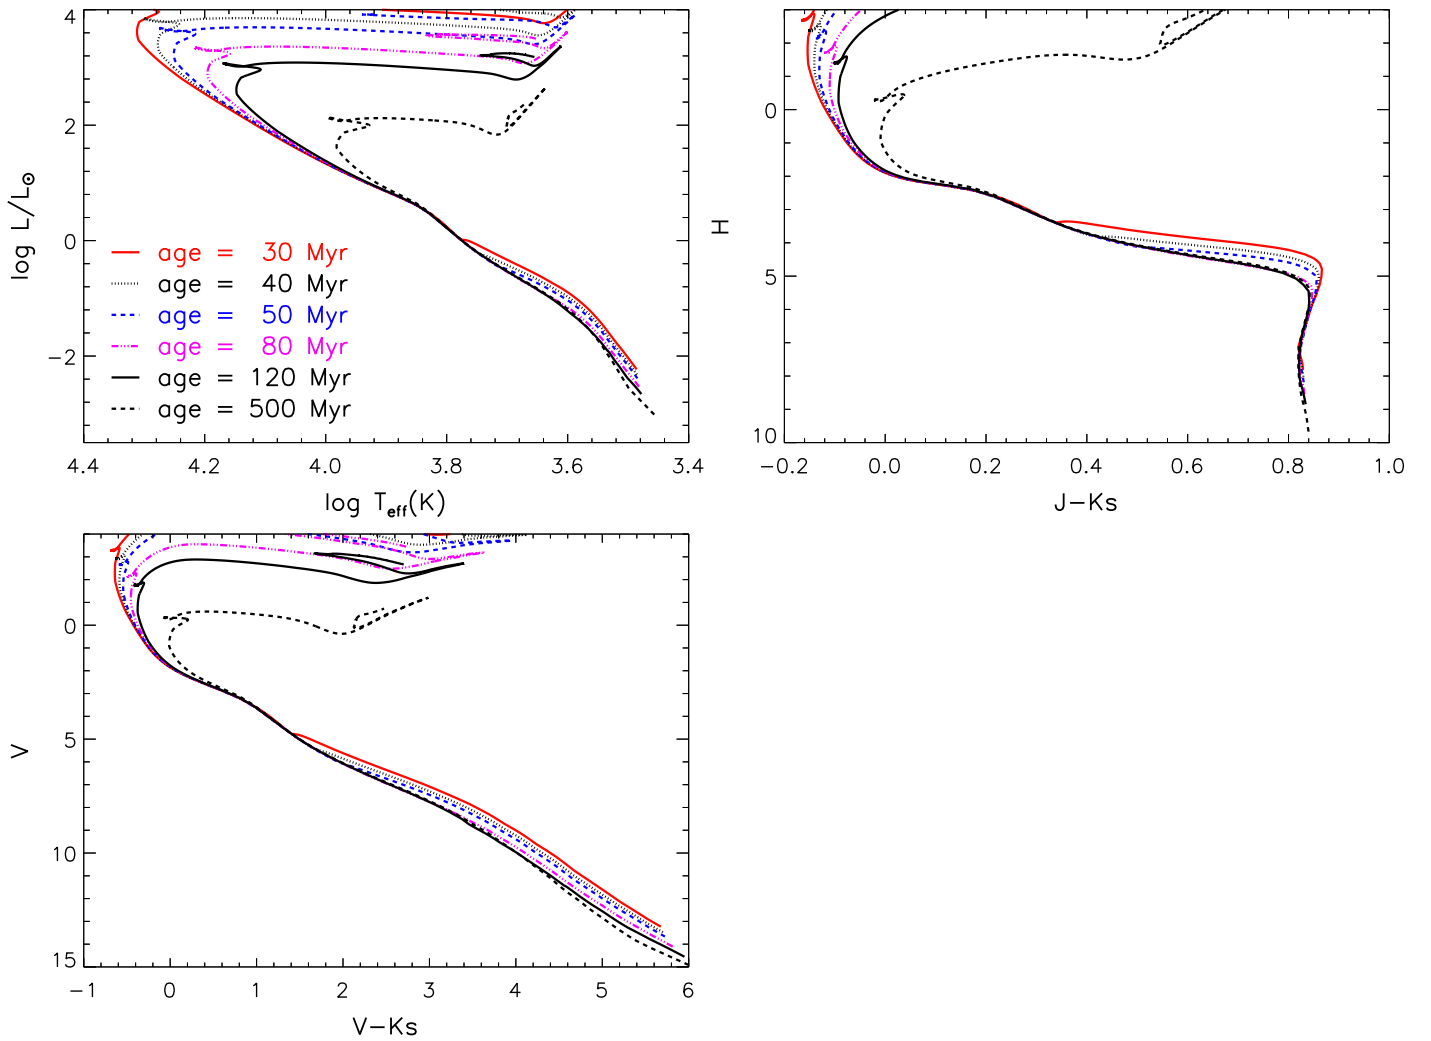 2
0
−2
log L/L⊙
age = 30 Myr
age = 40 Myr
age = 50 Myr
age = 80 Myr
age = 120 Myr
age = 500 Myr
4.4 4.2 4.0 3.8 3.6 3.4
log Teff(K)
0
5
10
H
−0.2 0.0 0.2 0.4 0.6 0.8 1.0
J−Ks
0
5
10
15
V
−1 0 1 2 3 4 5 6
V−Ks
4